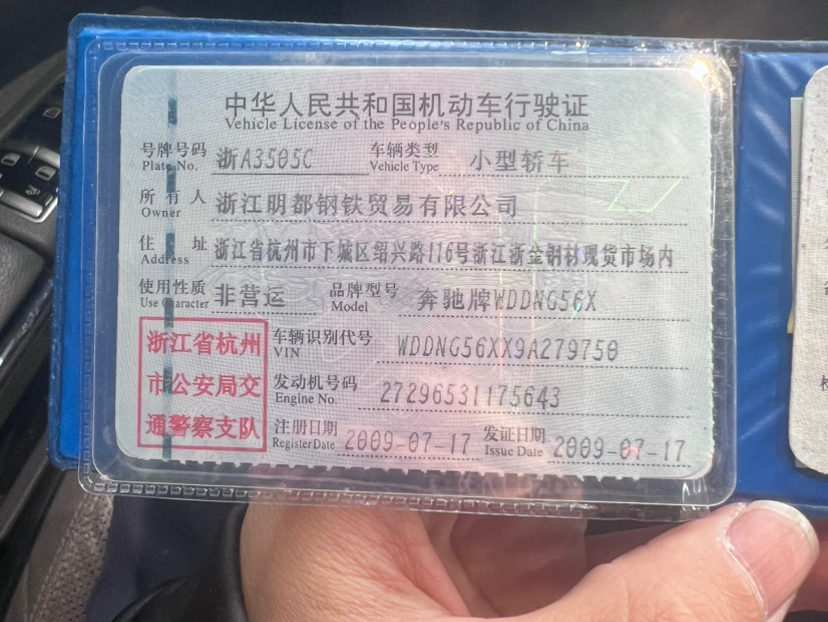 中华人民共和国机动车行驶证
Vehicle License of the People's Republic of China
号牌号码 浙A3505C 车辆类型 小型轿车
Plate No. Vehicle Type
所有人 浙江明都钢铁贸易有限公司
Owner
住址 浙江省杭州市下城区绍兴路116号浙江浙金钢材现货市场内
Address
使用性质 非营运 品牌型号 奔驰牌WDDNG56X
Use Character Model
浙江省杭州
市公安局交
通警察支队
车辆识别代号 WDDNG56XX9A279750
VIN
发动机号码 27296531175643
Engine No.
注册日期 2009-07-17 发证日期 2009-07-17
Register Date Issue Date